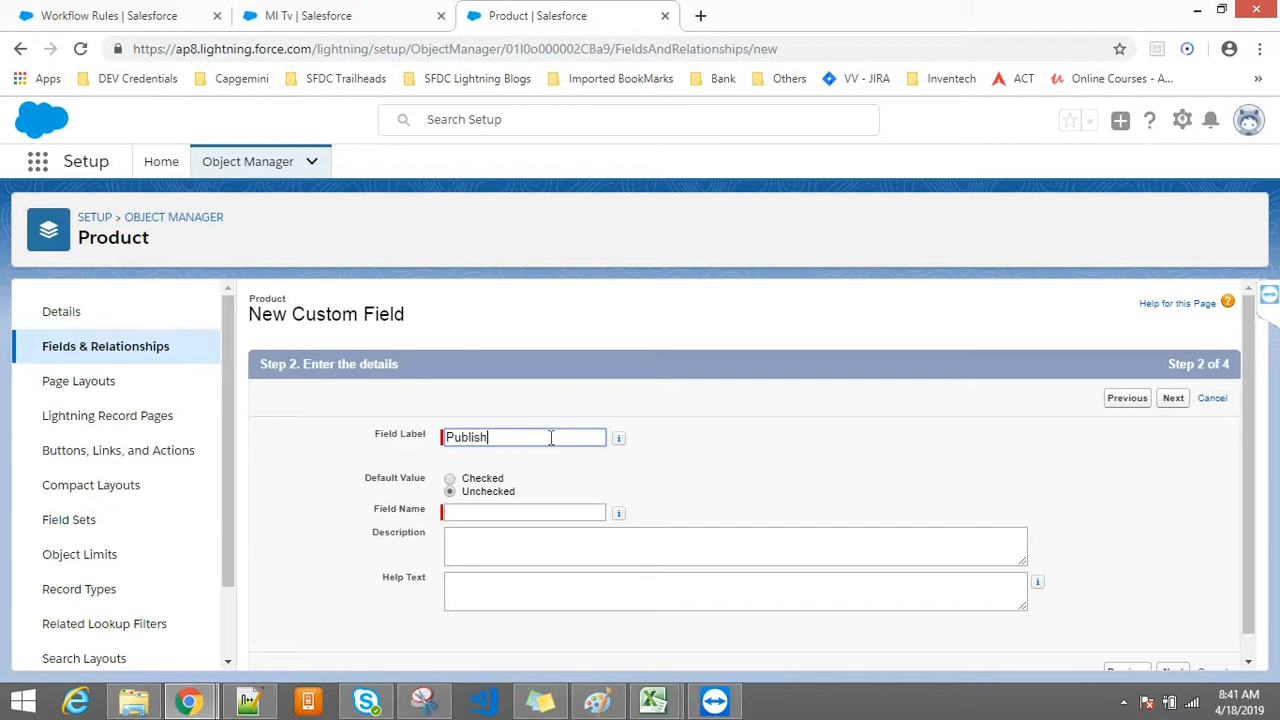 Workflow Rules | Salesforce
MI Tv | Salesforce
Product | Salesforce
https://ap8.lightning.force.com/lightning/setup/ObjectManager/01I0o000002CBa9/FieldsAndRelationships/new
Apps
DEV Credentials
Capgemini
SFDC Trailheads
SFDC Lightning Blogs
Imported BookMarks
Bank
Others
VV - JIRA
Inventech
ACT
Online Courses - A...
Search Setup
Setup
Home
Object Manager
SETUP > OBJECT MANAGER
Product
Details
Fields & Relationships
Page Layouts
Lightning Record Pages
Buttons, Links, and Actions
Compact Layouts
Field Sets
Object Limits
Record Types
Related Lookup Filters
Search Layouts
Product
New Custom Field
Help for this Page
Step 2. Enter the details
Step 2 of 4
Previous
Next
Cancel
Field Label
Publish
Default Value
Checked
Unchecked
Field Name
Description
Help Text
8:41 AM
4/18/2019